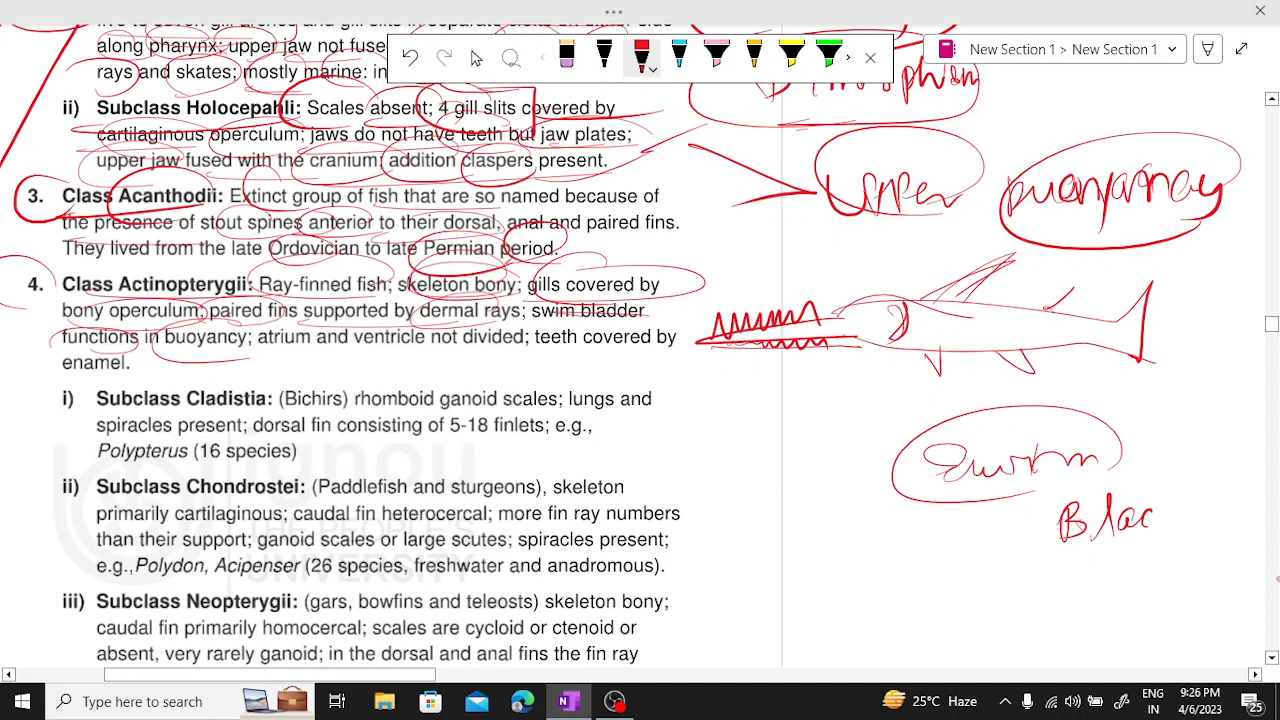 along pharynx; upper jaw not fuse
New Section 1 > New Section 1
rays and skates; mostly marine: in
ii) Subclass Holocepahli: Scales absent; 4 gill slits covered by
cartilaginous operculum; jaws do not have teeth but jaw plates;
upper jaw fused with the cranium; addition claspers present.
3. Class Acanthodii: Extinct group of fish that are so named because of
the presence of stout spines anterior to their dorsal, anal and paired fins.
They lived from the late Ordovician to late Permian period.
Upper
4. Class Actinopterygii: Ray-finned fish; skeleton bony; gills covered by
bony operculum; paired fins supported by dermal rays; swim bladder
functions in buoyancy; atrium and ventricle not divided; teeth covered by
enamel.
i) Subclass Cladistia: (Bichirs) rhomboid ganoid scales; lungs and
spiracles present; dorsal fin consisting of 5-18 finlets; e.g.,
Polypterus (16 species)
ii) Subclass Chondrostei: (Paddlefish and sturgeons), skeleton
primarily cartilaginous; caudal fin heterocercal; more fin ray numbers
than their support; ganoid scales or large scutes; spiracles present;
e.g.,Polydon, Acipenser (26 species, freshwater and anadromous).
Blac
iii) Subclass Neopterygii: (gars, bowfins and teleosts) skeleton bony;
caudal fin primarily homocercal; scales are cycloid or ctenoid or
absent, very rarely ganoid; in the dorsal and anal fins the fin ray
ignou
THE PEOPLE'S
UNIVERSITY
Type here to search
25°C Haze
ENG
IN
9:26 PM
4/6/2023
25